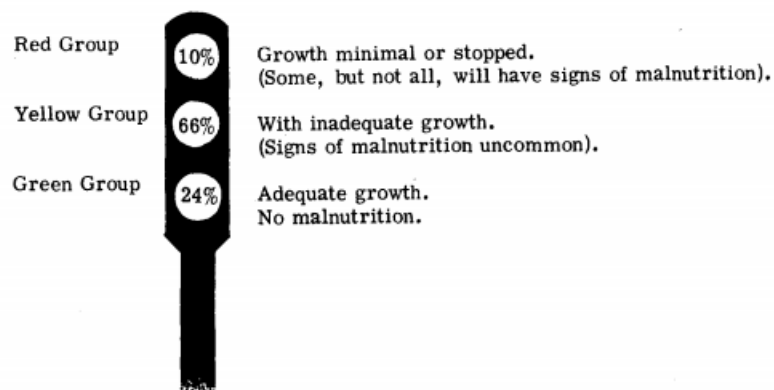 Red Group
10%
Growth minimal or stopped.
(Some, but not all, will have signs of malnutrition).
Yellow Group
66%
With inadequate growth.
(Signs of malnutrition uncommon).
Green Group
24%
Adequate growth.
No malnutrition.